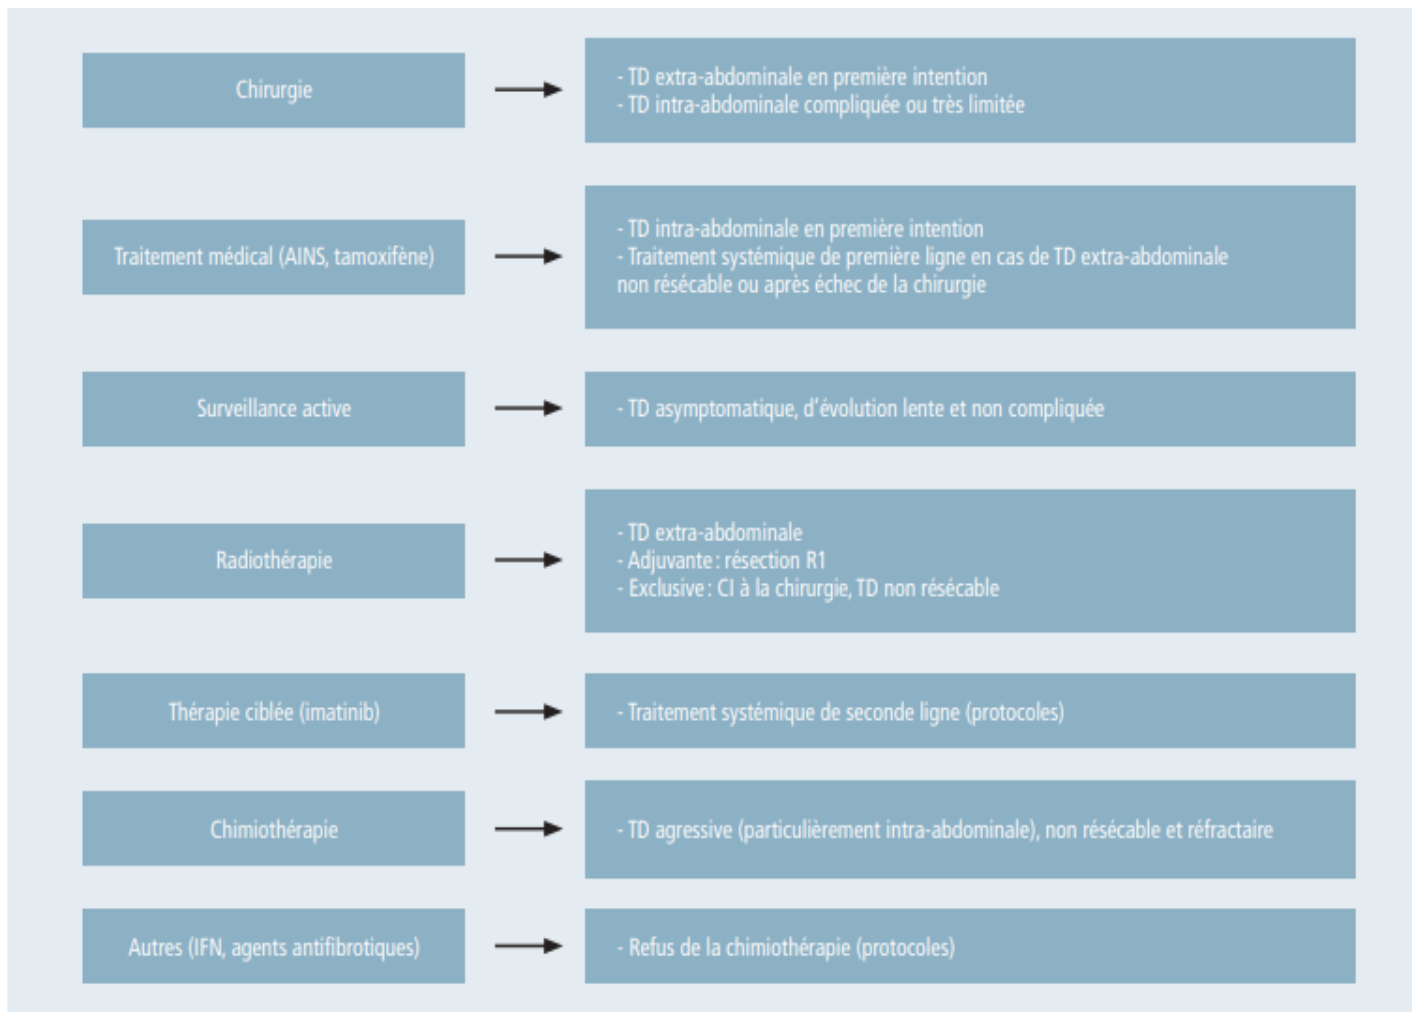 Chirurgie
- TD extra-abdominale en première intention
- TD intra-abdominale compliquée ou très limitée
Traitement médical (AINS, tamoxifène)
- TD intra-abdominale en première intention
- Traitement systémique de première ligne en cas de TD extra-abdominale
non résécable ou après échec de la chirurgie
Surveillance active
- TD asymptomatique, d'évolution lente et non compliquée
Radiothérapie
- TD extra-abdominale
- Adjuvante : résection R1
- Exclusive : CI à la chirurgie, TD non résécable
Thérapie ciblée (imatinib)
- Traitement systémique de seconde ligne (protocoles)
Chimiothérapie
- TD agressive (particulièrement intra-abdominale), non résécable et réfractaire
Autres (IFN, agents antifibrotiques)
- Refus de la chimiothérapie (protocoles)